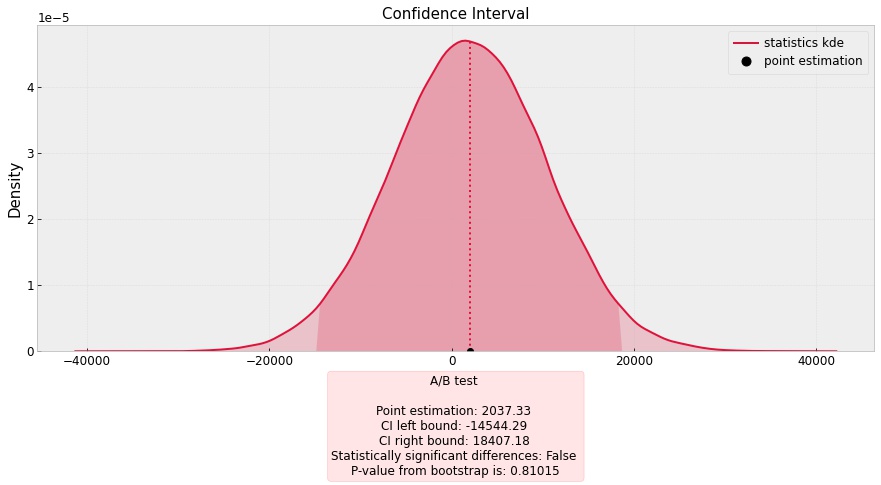 Confidence Interval
1e−5
statistics kde
point estimation
Density
4
3
2
1
0
−40000
−20000
0
20000
40000
A/B test
Point estimation: 2037.33
CI left bound: -14544.29
CI right bound: 18407.18
Statistically significant differences: False
P-value from bootstrap is: 0.81015